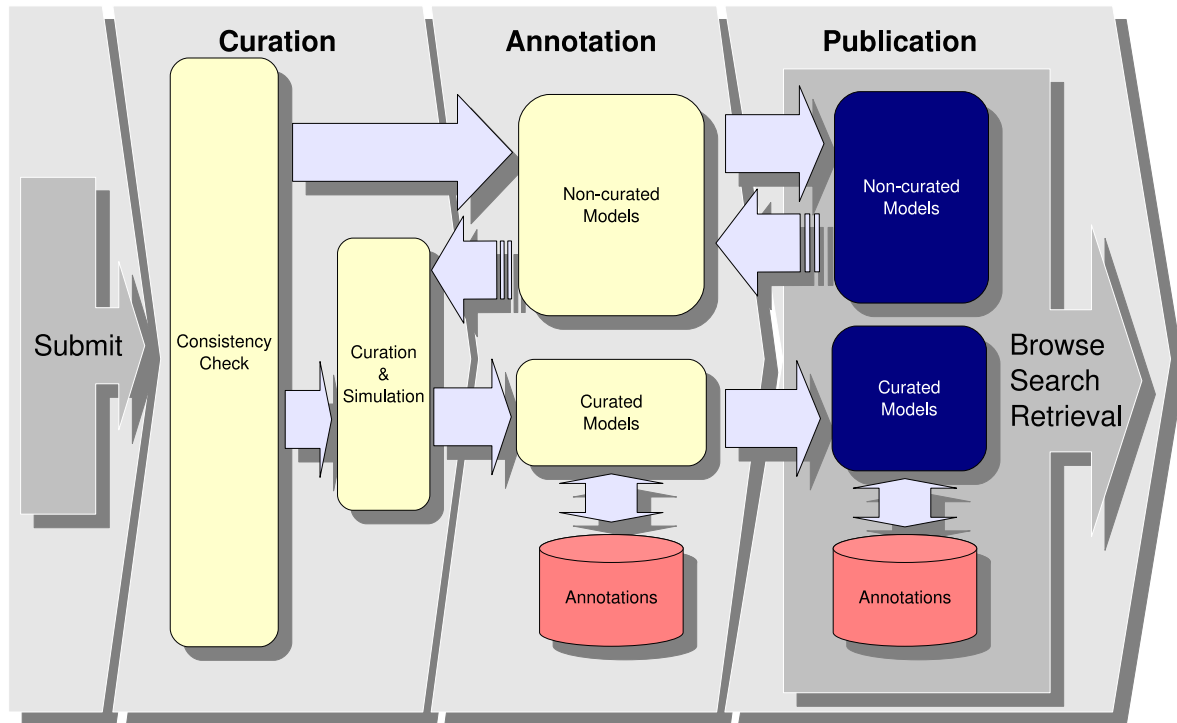 Curation
Annotation
Publication
Submit
Consistency
Check
Curation
&
Simulation
Non-curated
Models
Curated
Models
Annotations
Non-curated
Models
Curated
Models
Annotations
Browse
Search
Retrieval